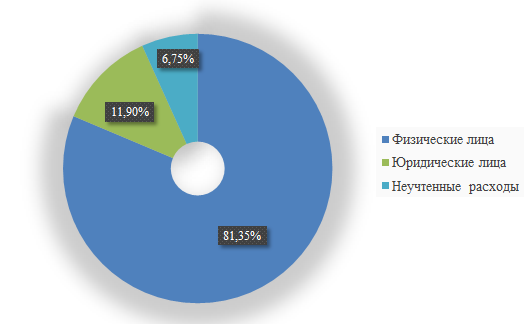 6,75%
11,90%
81,35%
Физические лица
Юридические лица
Неучтенные расходы